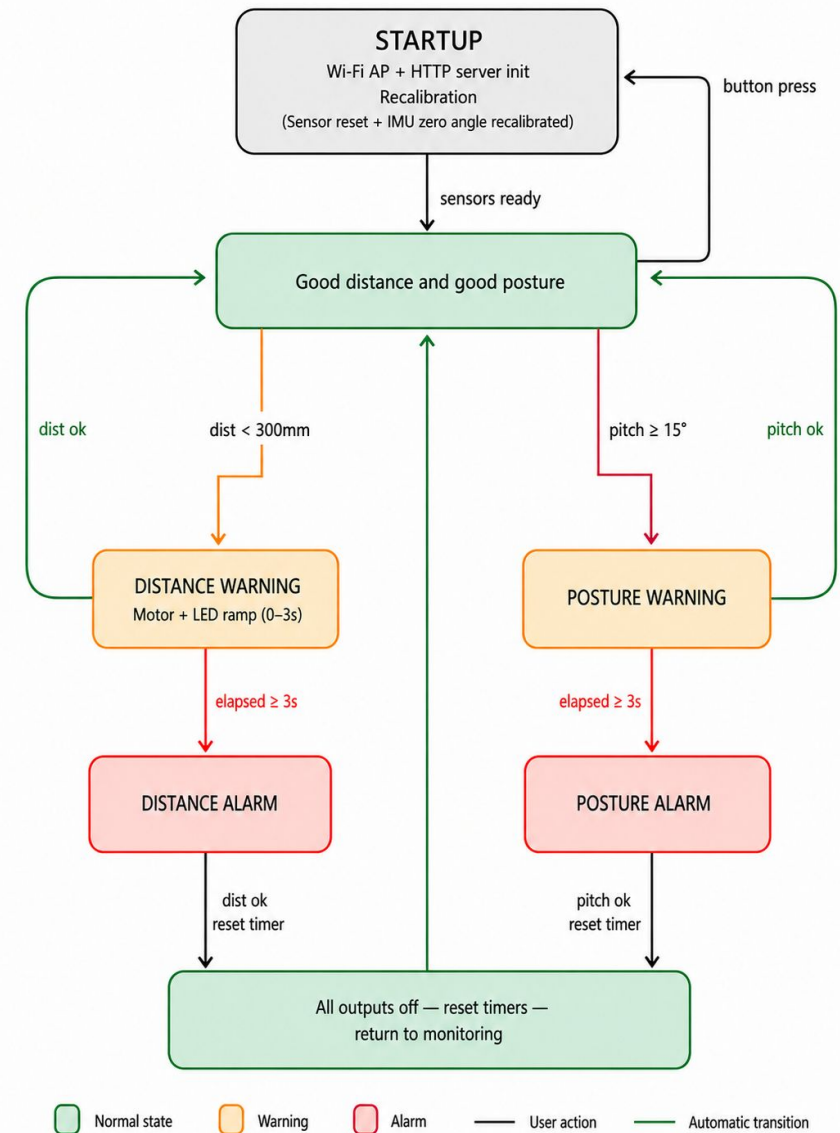 STARTUP
Wi-Fi AP + HTTP server init
Recalibration
(Sensor reset + IMU zero angle recalibrated)
button press
sensors ready
Good distance and good posture
dist ok
dist < 300mm
pitch ≥ 15°
pitch ok
DISTANCE WARNING
Motor + LED ramp (0–3s)
POSTURE WARNING
elapsed ≥ 3s
elapsed ≥ 3s
DISTANCE ALARM
POSTURE ALARM
dist ok
reset timer
pitch ok
reset timer
All outputs off — reset timers —
return to monitoring
Normal state
Warning
Alarm
User action
Automatic transition